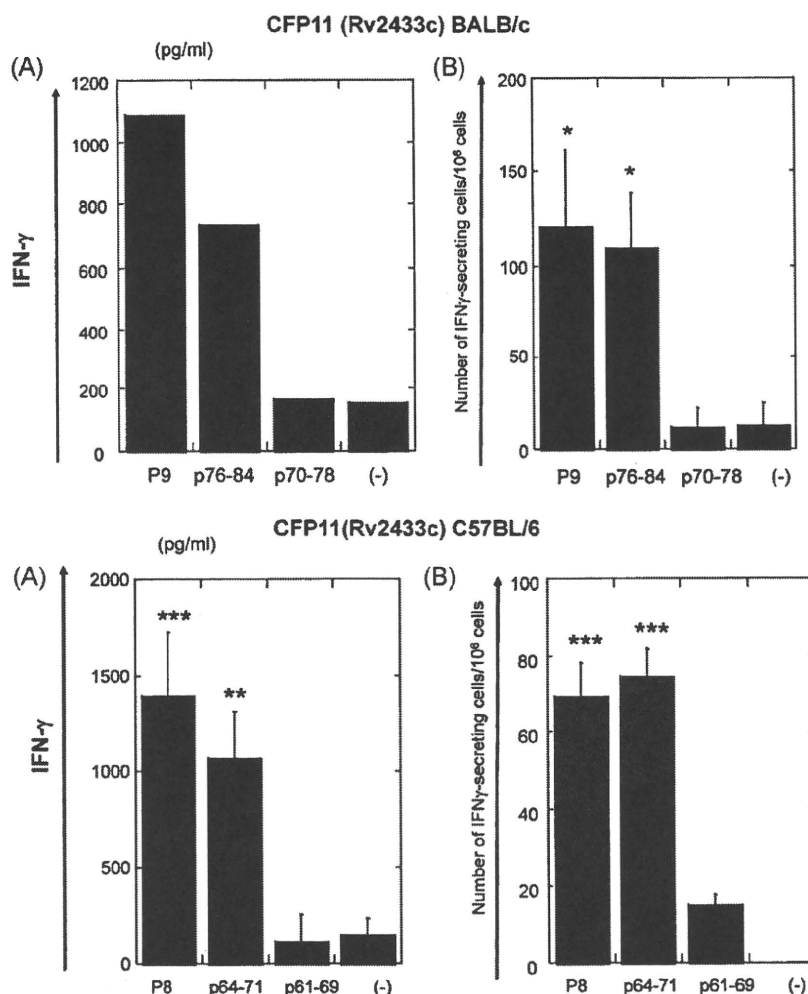 CFP11 (Rv2433c) BALB/c
(pg/ml)
(A)
IFN-γ
1200
1000
800
600
400
200
0
P9 p76-84 p70-78 (-)
(B)
Number of IFNγ-secreting cells/10⁶ cells
200
150
100
50
0
*
*
P9 p76-84 p70-78 (-)
CFP11(Rv2433c) C57BL/6
(pg/ml)
(A)
IFN-γ
2000
1500
1000
500
0
***
**
P8 p64-71 p61-69 (-)
(B)
Number of IFNγ-secreting cells/10⁶ cells
100
80
60
40
20
0
***
***
P8 p64-71 p61-69 (-)